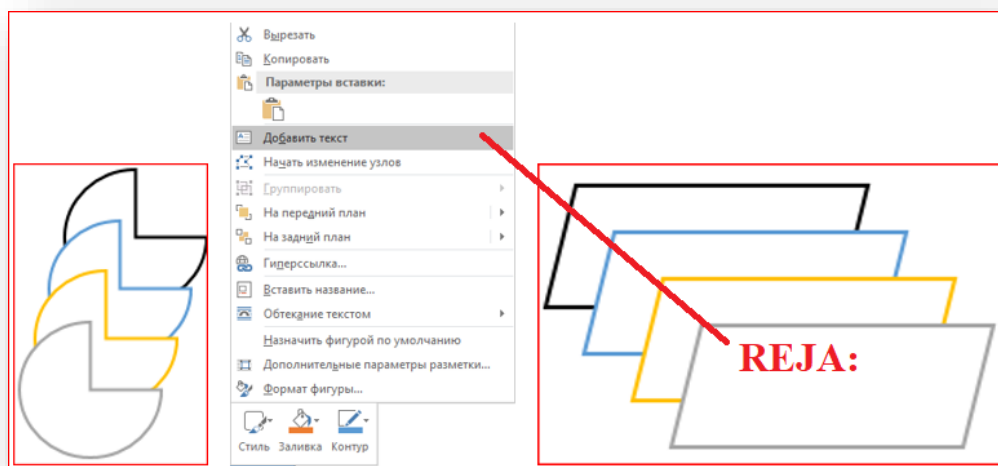 Вырезать
Копировать
Параметры вставки:
Добавить текст
Начать изменение узлов
Группировать
На передний план
На задний план
Гиперссылка...
Вставить название...
Обтекание текстом
Назначить фигурой по умолчанию
Дополнительные параметры разметки...
Формат фигуры...
Стиль Заливка Контур
REJA: